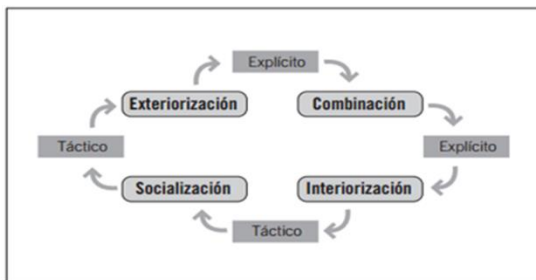 Explícito
Exteriorización
Combinación
Táctico
Explícito
Socialización
Interiorización
Táctico